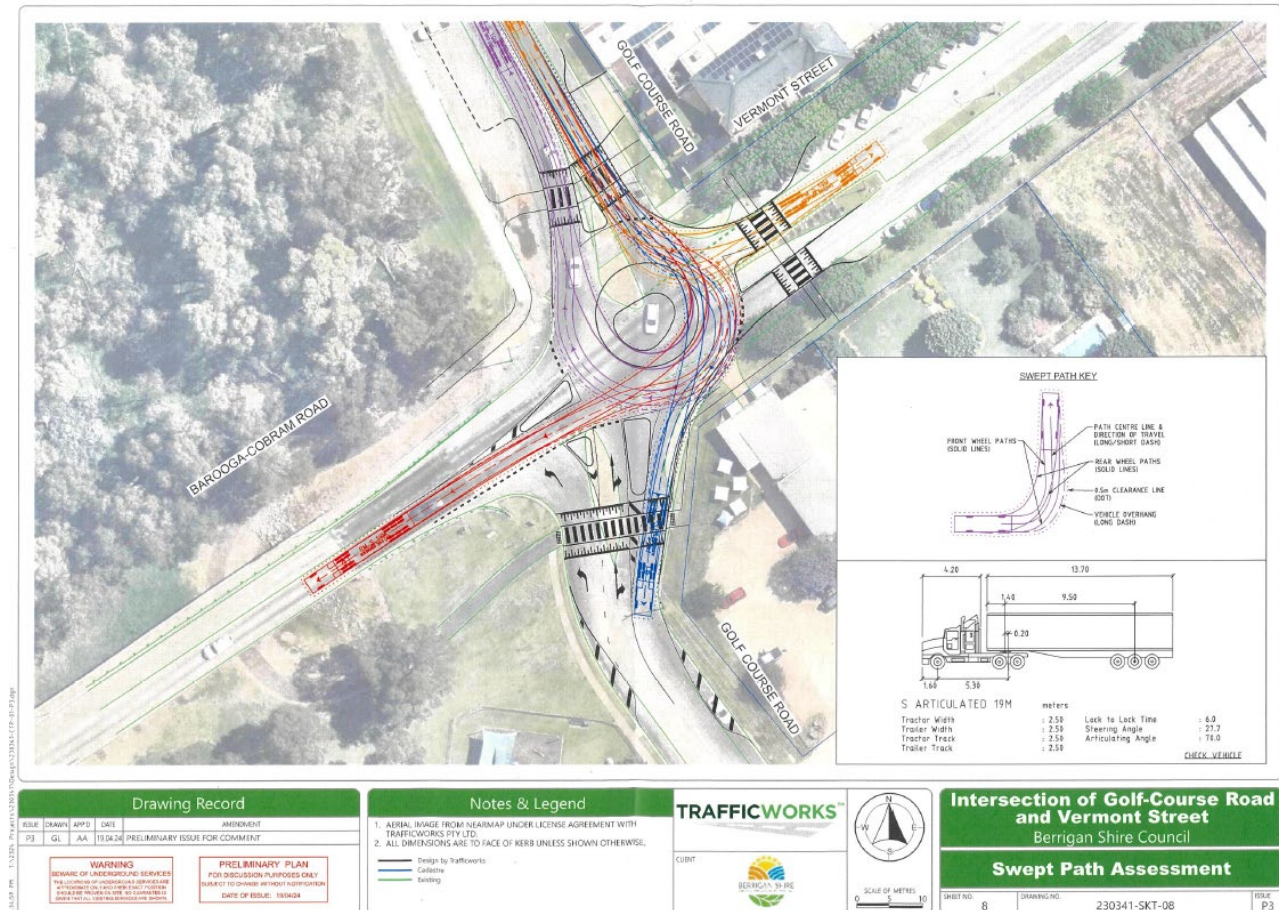 GOLF COURSE ROAD
VERMONT STREET
BAROOGA-COBRAM ROAD
GOLF COURSE ROAD
SWEPT PATH KEY
FRONT WHEEL PATHS
(SOLID LINES)
PATH CENTRE LINE &
DIRECTION OF TRAVEL
(LONG/SHORT DASH)
REAR WHEEL PATHS
(SOLID LINES)
0.5m CLEARANCE LINE
(DOT)
VEHICLE OVERHANG
(LONG DASH)
4.20 13.70
1.40 9.50
0.20
1.60 5.30
S ARTICULATED 19M meters
Tractor Width : 2.50 Lock to Lock Time : 6.0
Trailer Width : 2.50 Steering Angle : 27.7
Tractor Track : 2.50 Articulating Angle : 70.0
Trailer Track : 2.50
CHECK VEHICLE
Drawing Record
ISSUE DRAWN APP'D DATE AMENDMENT
P3 GL AA 19.04.24 PRELIMINARY ISSUE FOR COMMENT
WARNING
BEWARE OF UNDERGROUND SERVICES
PRELIMINARY PLAN
FOR DISCUSSION PURPOSES ONLY
SUBJECT TO CHANGE WITHOUT NOTIFICATION
DATE OF ISSUE: 19/04/24
Notes & Legend
1. AERIAL IMAGE FROM NEARMAP UNDER LICENSE AGREEMENT WITH
TRAFFICWORKS PTY LTD.
2. ALL DIMENSIONS ARE TO FACE OF KERB UNLESS SHOWN OTHERWISE.
Design by Trafficworks
Cadastre
Existing
TRAFFICWORKS™
CLIENT
BERRIGAN SHIRE
N
E
S
W
SCALE OF METRES
0 5 10
Intersection of Golf-Course Road
and Vermont Street
Berrigan Shire Council
Swept Path Assessment
SHEET NO. 8
DRAWING NO. 230341-SKT-08
ISSUE P3